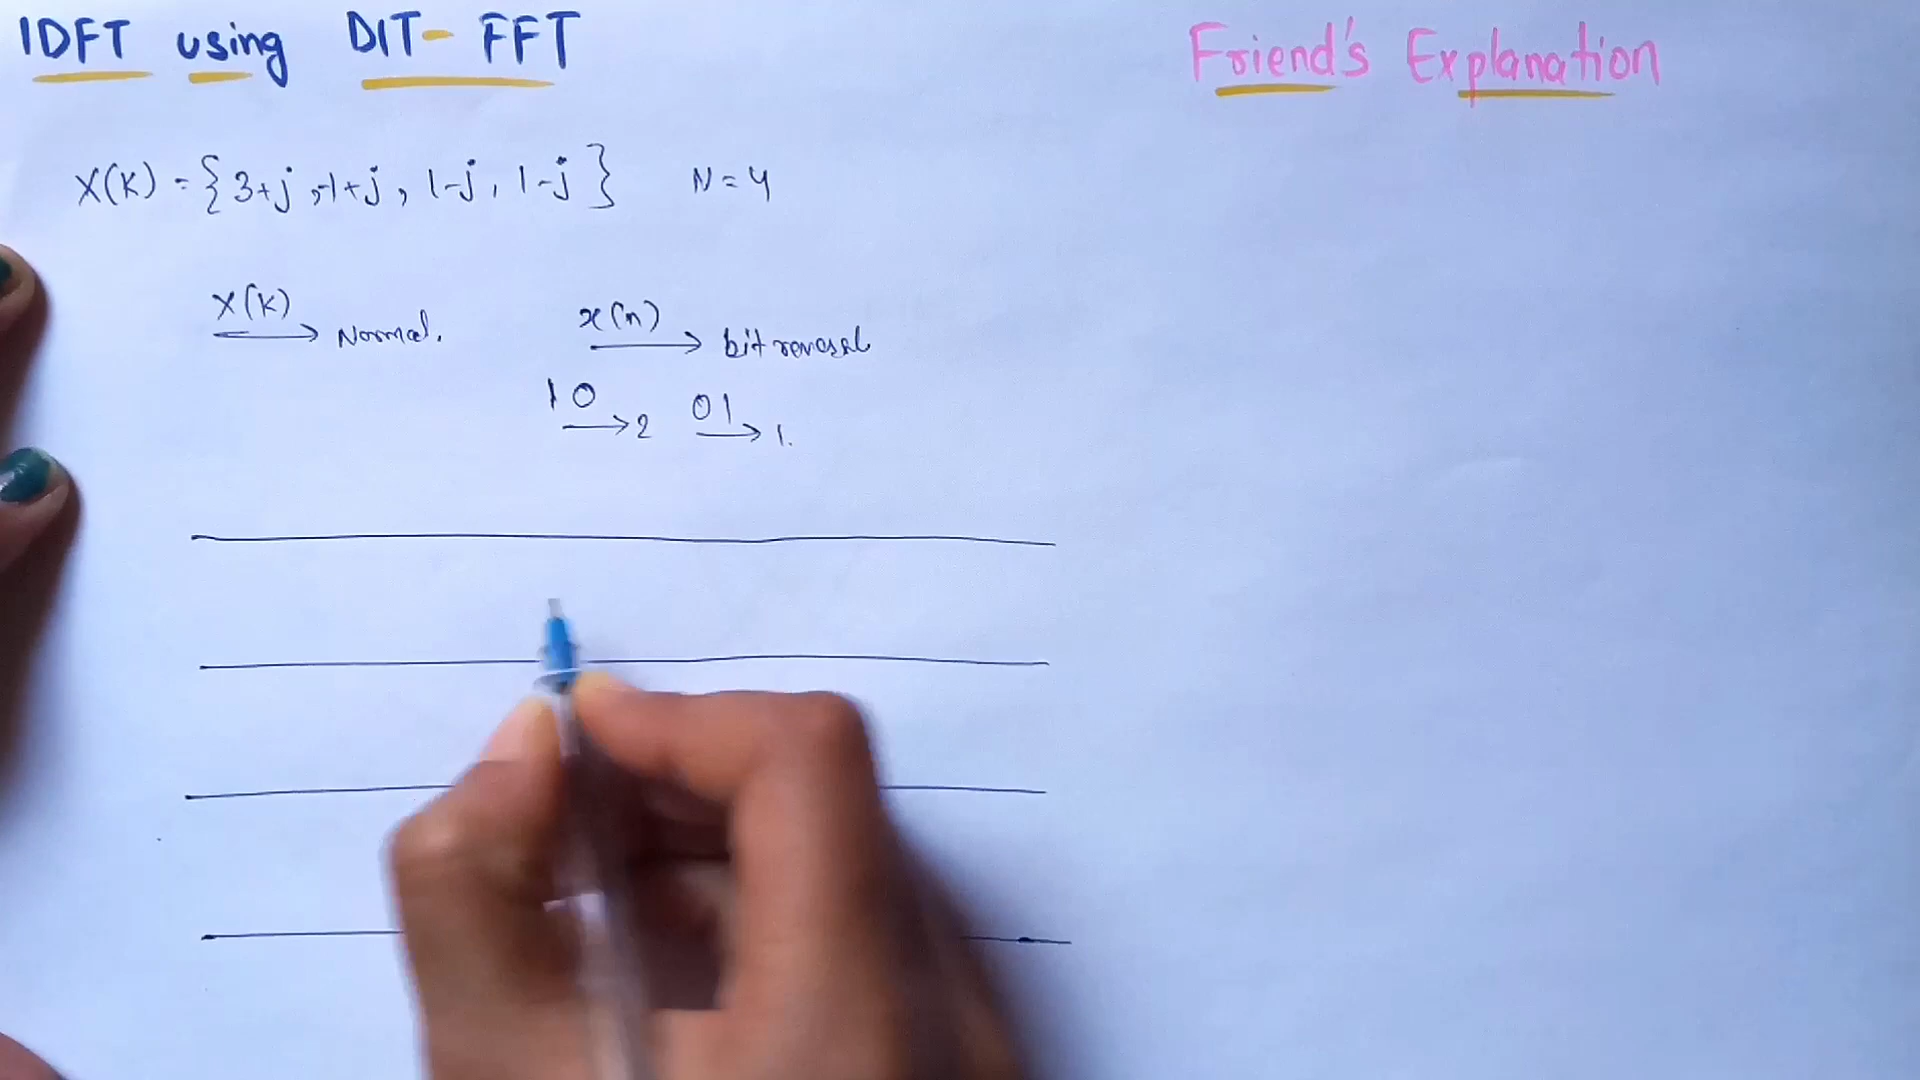 IDFT using DIT-FFT
Friend's Explanation
X(K) = {3+j, -1+j, 1-j, 1-j} N=4
X(K) → Normal.
x(n) → bit reversal
10 → 2 01 → 1.